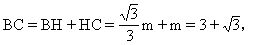 BC = BH + HC = √3/3 m + m = 3 + √3,